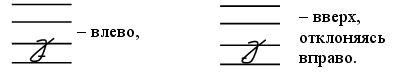 – влево,
– вверх,
отклоняясь
вправо.